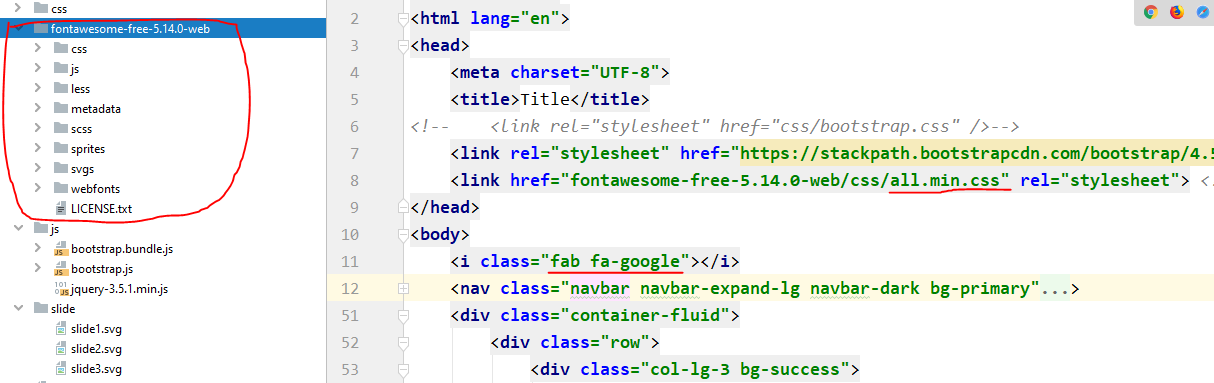 css
fontawesome-free-5.14.0-web
css
js
less
metadata
scss
sprites
svgs
webfonts
LICENSE.txt
js
bootstrap.bundle.js
bootstrap.js
jquery-3.5.1.min.js
slide
slide1.svg
slide2.svg
slide3.svg
2 <html lang="en">
3 <head>
4 <meta charset="UTF-8">
5 <title>Title</title>
6 <!-- <link rel="stylesheet" href="css/bootstrap.css" />-->
7 <link rel="stylesheet" href="https://stackpath.bootstrapcdn.com/bootstrap/4.5
8 <link href="fontawesome-free-5.14.0-web/css/all.min.css" rel="stylesheet"> <!-
9 </head>
10 <body>
11 <i class="fab fa-google"></i>
12 <nav class="navbar navbar-expand-lg navbar-dark bg-primary"...>
51 <div class="container-fluid">
52 <div class="row">
53 <div class="col-lg-3 bg-success">